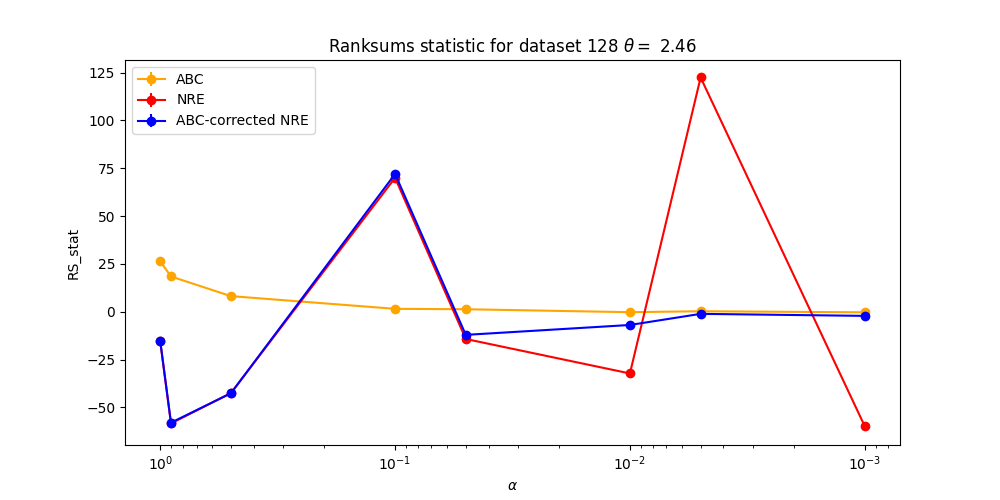 Ranksums statistic for dataset 128 θ = 2.46
ABC
NRE
ABC-corrected NRE
RS_stat
125
100
75
50
25
0
−25
−50
10⁰
10⁻¹
10⁻²
10⁻³
α